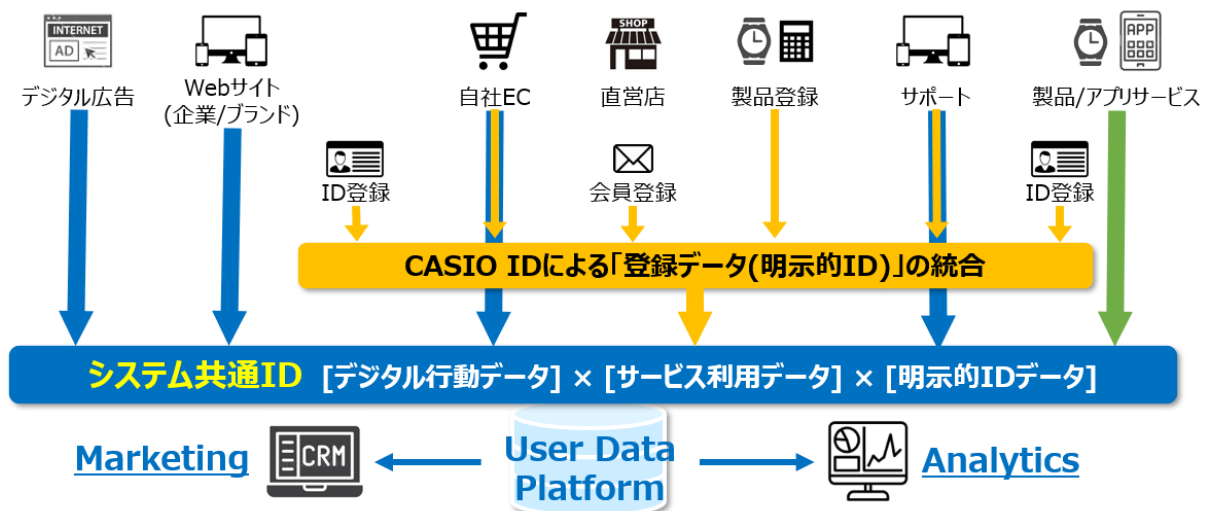 INTERNET
AD
SHOP
APP
デジタル広告
Webサイト
(企業/ブランド)
自社EC
直営店
製品登録
サポート
製品/アプリサービス
ID登録
会員登録
ID登録
CASIO IDによる「登録データ(明示的ID)」の統合
システム共通ID [デジタル行動データ] × [サービス利用データ] × [明示的IDデータ]
Marketing
CRM
User Data
Platform
Analytics